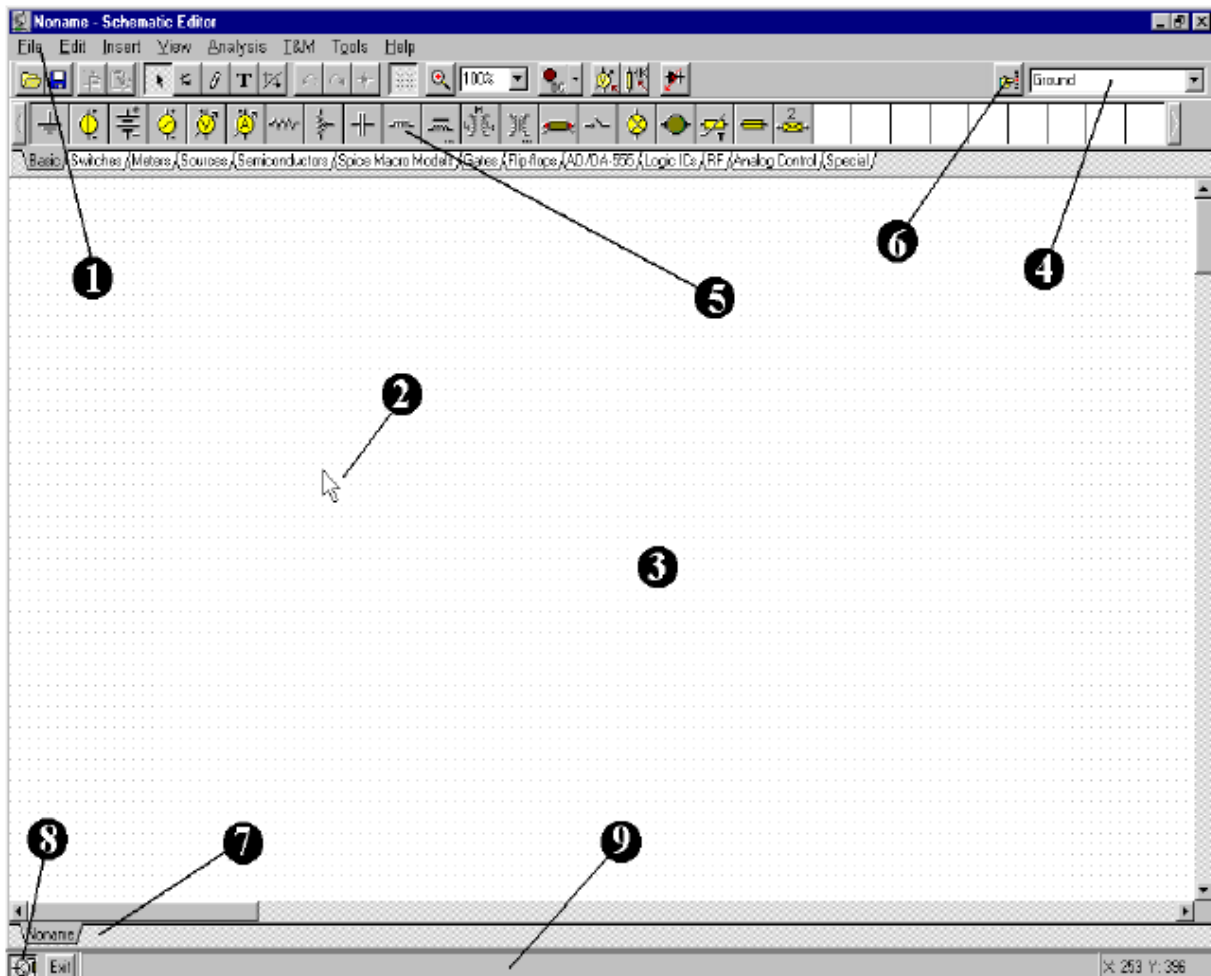 Noname - Schematic Editor
File Edit Insert View Analysis T&M Tools Help
T 100% DC Ground
M 2
Basic Switches Meters Sources Semiconductors Spice Macro Models Gates Flip-flops AD/DA-555 Logic ICs RF Analog Control Special
6
4
1
5
2
3
8
7
9
Noname
Exit X: 253 Y: 396